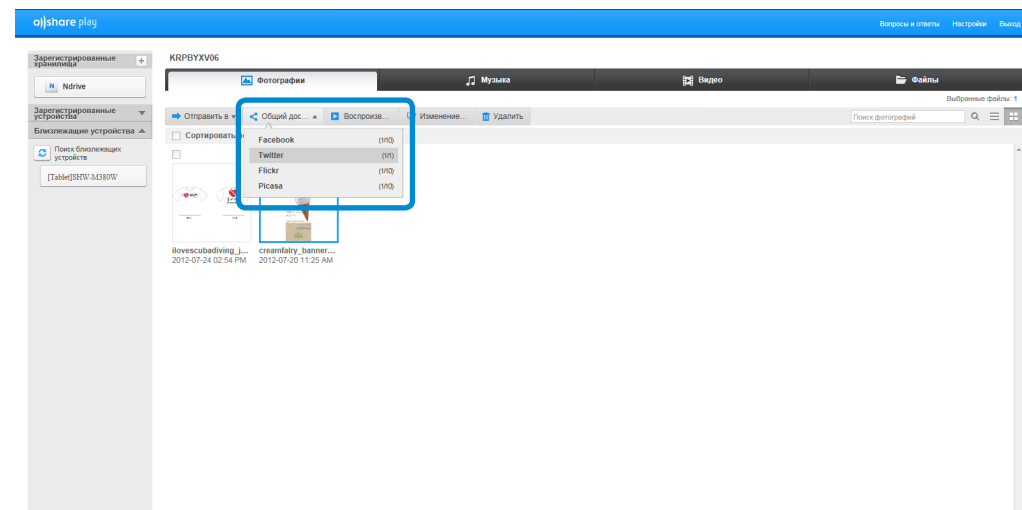 allshare play
Вопросы и ответы Настройки Выход
Зарегистрированные хранилища
Ndrive
Зарегистрированные устройства
Близлежащие устройства
Поиск близлежащих устройств
[Tablet]SHW-M380W
KRPBYXV06
Фотографии Музыка Видео Файлы
Выбранные файлы: 1
Отправить в Общий дос... Воспроизв... Изменение... Удалить
Поиск фотографий
Сортировать
Facebook (1/10)
Twitter (1/1)
Flickr (1/10)
Picasa (1/10)
ilovescubadiving_j...
2012-07-24 02:54 PM
creamfalry_banner...
2012-07-20 11:25 AM